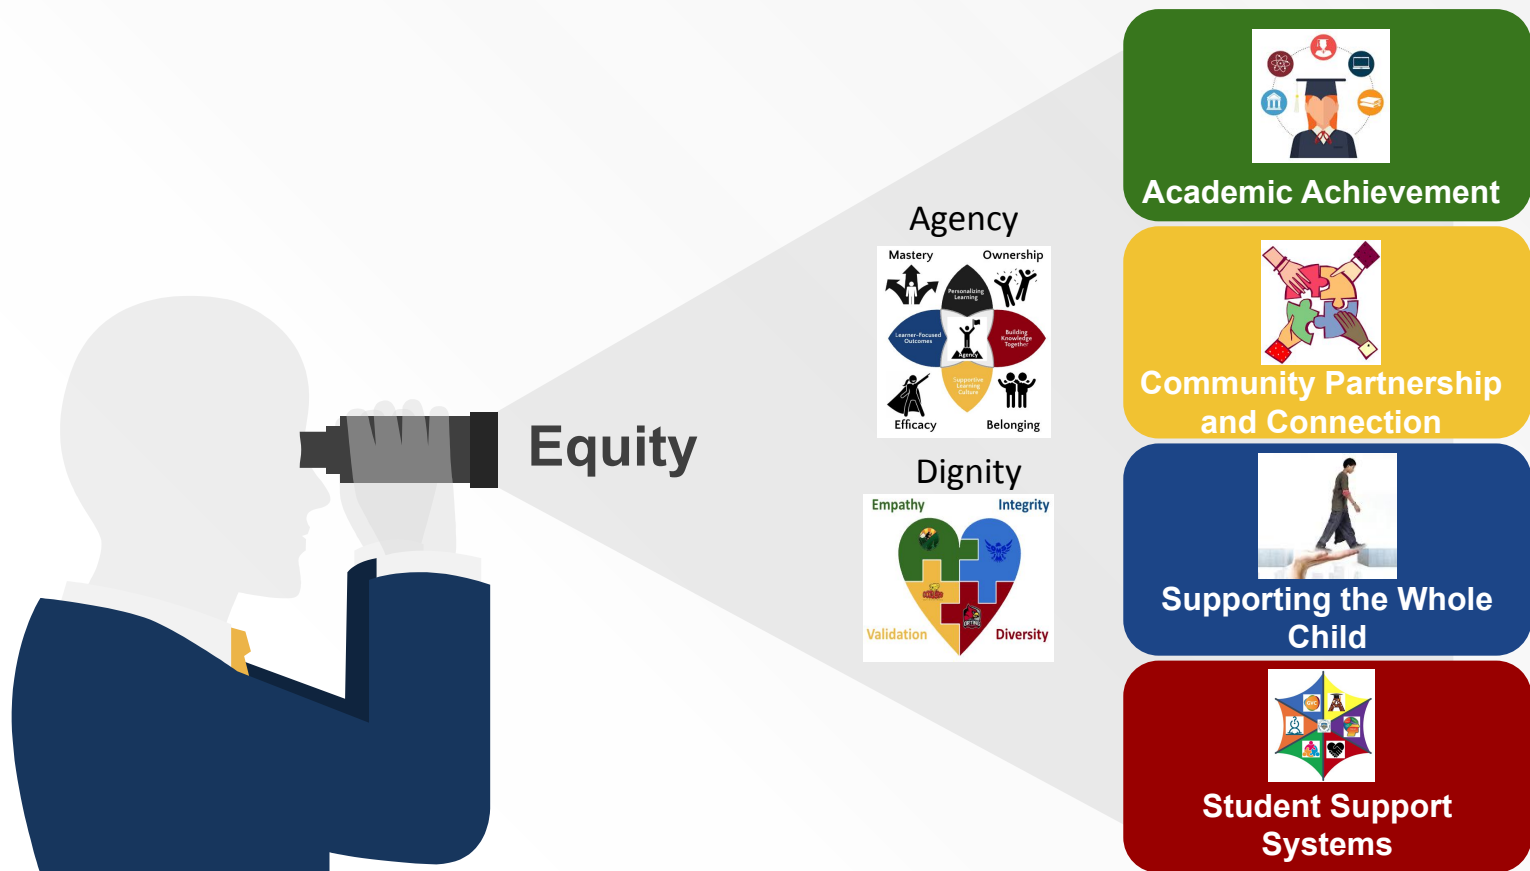 Equity
Agency
Mastery
Ownership
Personalizing
Learning
Learner-Focused
Outcomes
Building
Knowledge
Together
Agency
Supportive
Learning
Culture
Efficacy
Belonging
Dignity
Empathy
Integrity
Validation
Diversity
Academic Achievement
Community Partnership
and Connection
Supporting the Whole
Child
GVC
Student Support
Systems